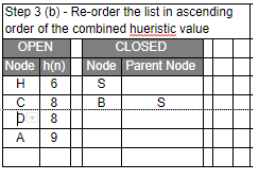 Step 3 (b) - Re-order the list in ascending
order of the combined hueristic value
OPEN CLOSED
Node h(n) Node Parent Node
H 6 S
C 8 B S
D 8
A 9